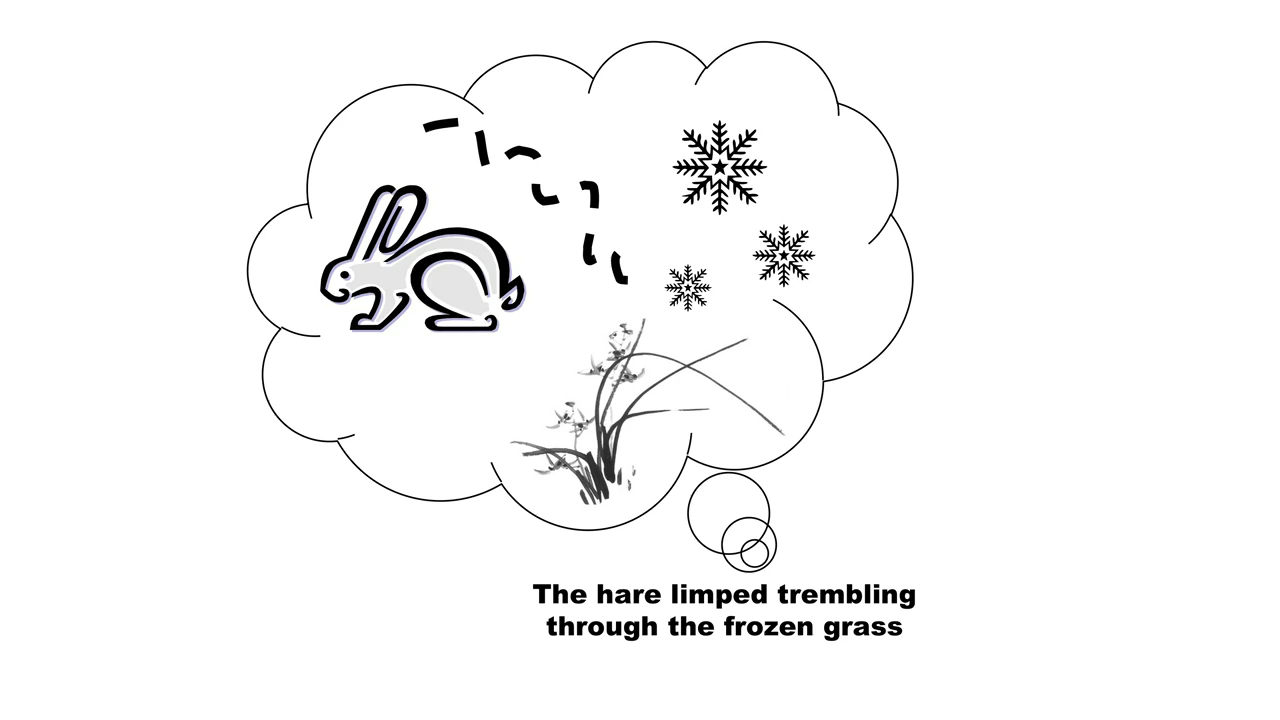 The hare limped trembling
through the frozen grass